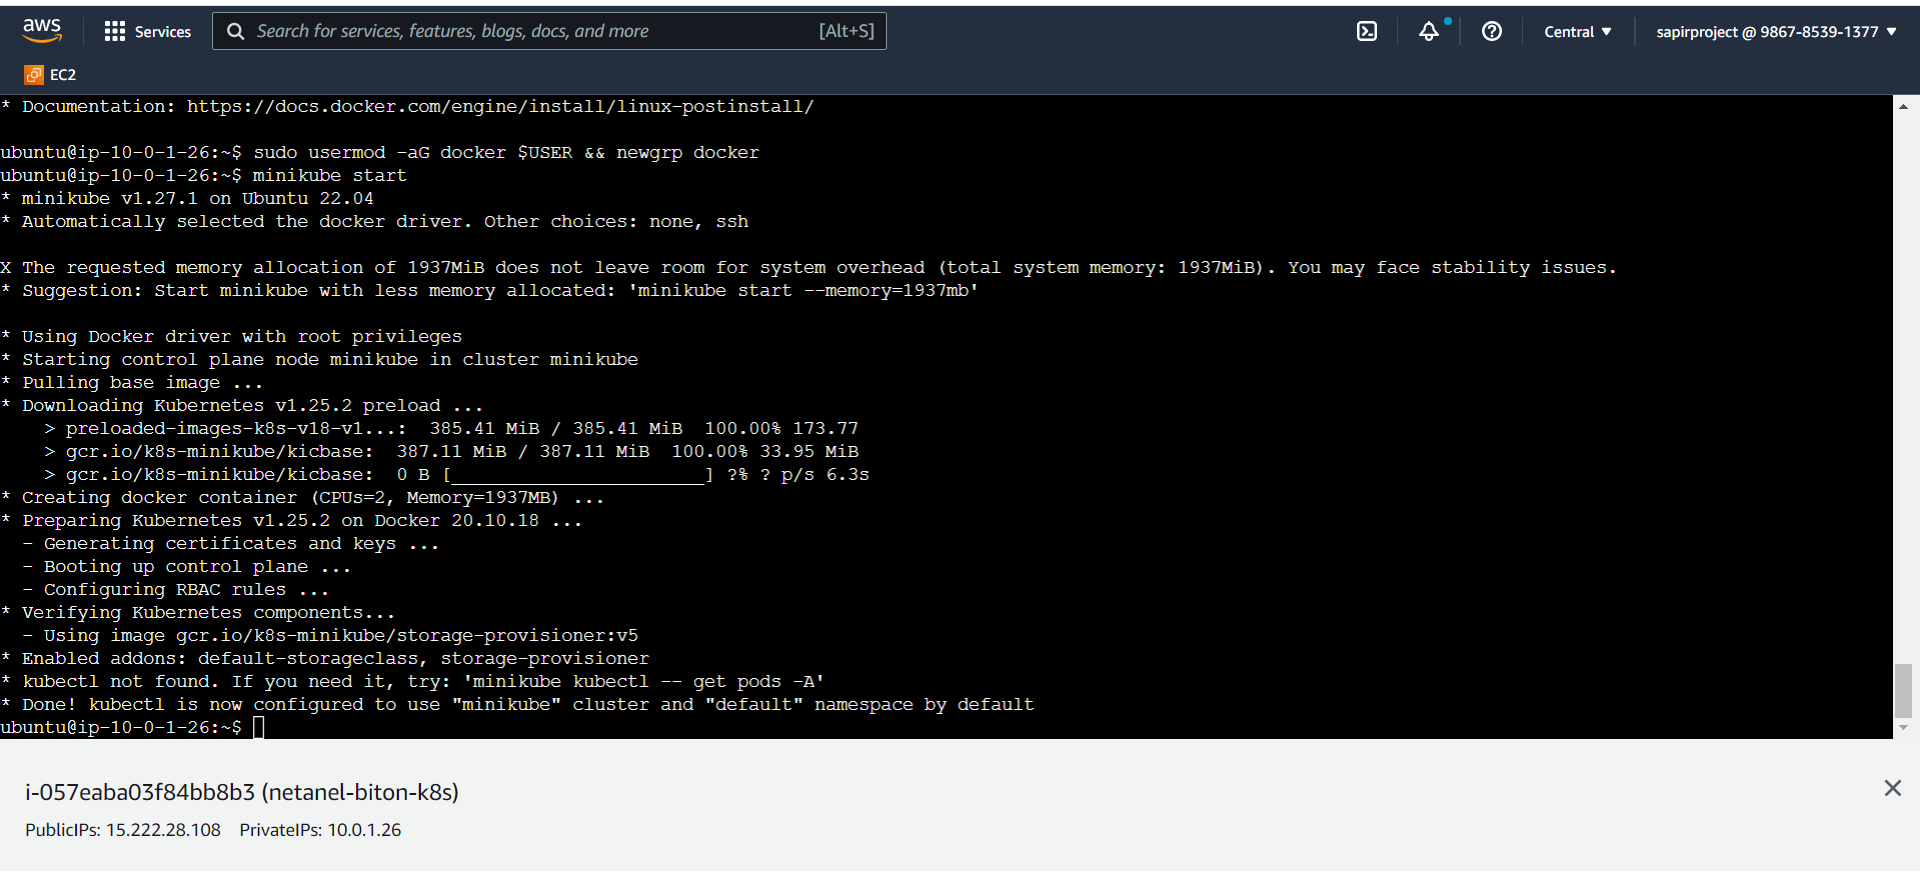 aws
Services
Search for services, features, blogs, docs, and more [Alt+S]
Central ▼
sapirproject @ 9867-8539-1377 ▼
EC2
* Documentation: https://docs.docker.com/engine/install/linux-postinstall/
ubuntu@ip-10-0-1-26:~$ sudo usermod -aG docker $USER && newgrp docker
ubuntu@ip-10-0-1-26:~$ minikube start
* minikube v1.27.1 on Ubuntu 22.04
* Automatically selected the docker driver. Other choices: none, ssh
X The requested memory allocation of 1937MiB does not leave room for system overhead (total system memory: 1937MiB). You may face stability issues.
* Suggestion: Start minikube with less memory allocated: 'minikube start --memory=1937mb'
* Using Docker driver with root privileges
* Starting control plane node minikube in cluster minikube
* Pulling base image ...
* Downloading Kubernetes v1.25.2 preload ...
    > preloaded-images-k8s-v18-v1...:  385.41 MiB / 385.41 MiB  100.00% 173.77
    > gcr.io/k8s-minikube/kicbase:  387.11 MiB / 387.11 MiB  100.00% 33.95 MiB
    > gcr.io/k8s-minikube/kicbase:  0 B [_______________________] ?% ? p/s 6.3s
* Creating docker container (CPUs=2, Memory=1937MB) ...
* Preparing Kubernetes v1.25.2 on Docker 20.10.18 ...
  - Generating certificates and keys ...
  - Booting up control plane ...
  - Configuring RBAC rules ...
* Verifying Kubernetes components...
  - Using image gcr.io/k8s-minikube/storage-provisioner:v5
* Enabled addons: default-storageclass, storage-provisioner
* kubectl not found. If you need it, try: 'minikube kubectl -- get pods -A'
* Done! kubectl is now configured to use "minikube" cluster and "default" namespace by default
ubuntu@ip-10-0-1-26:~$
i-057eaba03f84bb8b3 (netanel-biton-k8s)
PublicIPs: 15.222.28.108 PrivateIPs: 10.0.1.26